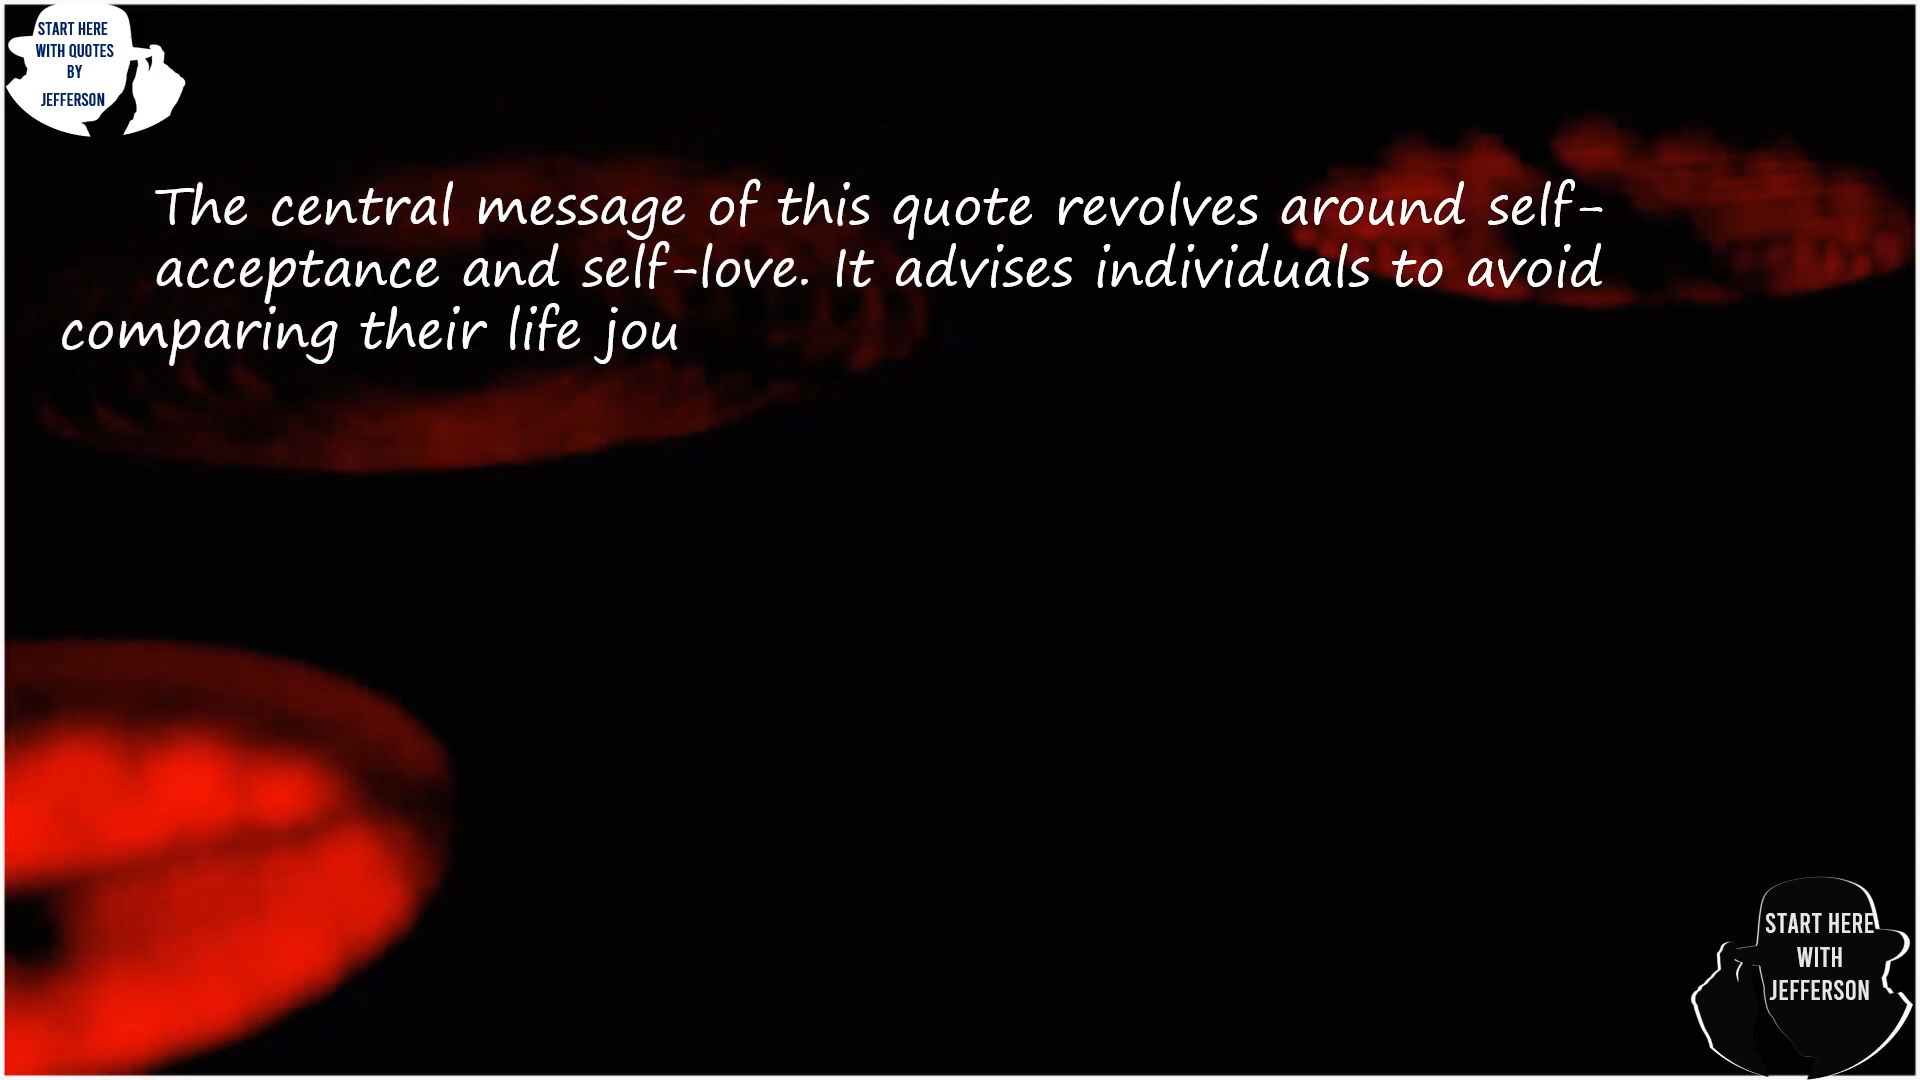 START HERE
WITH QUOTES
BY
JEFFERSON
The central message of this quote revolves around self-
acceptance and self-love. It advises individuals to avoid
comparing their life jou
START HERE
WITH
JEFFERSON